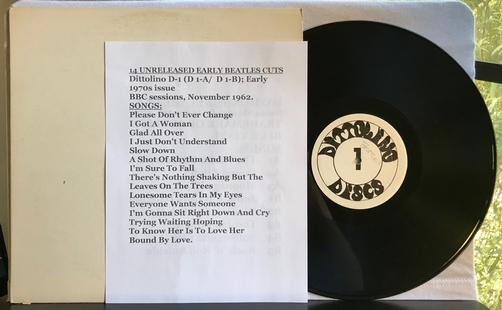 14 UNRELEASED EARLY BEATLES CUTS
Dittolino D-1 (D 1-A/ D 1-B); Early
1970s issue
BBC sessions, November 1962.
SONGS:
Please Don't Ever Change
I Got A Woman
Glad All Over
I Just Don't Understand
Slow Down
A Shot Of Rhythm And Blues
I'm Sure To Fall
There's Nothing Shaking But The
Leaves On The Trees
Lonesome Tears In My Eyes
Everyone Wants Someone
I'm Gonna Sit Right Down And Cry
Trying Waiting Hoping
To Know Her Is To Love Her
Bound By Love.
DITTOLINO
1
DISCS